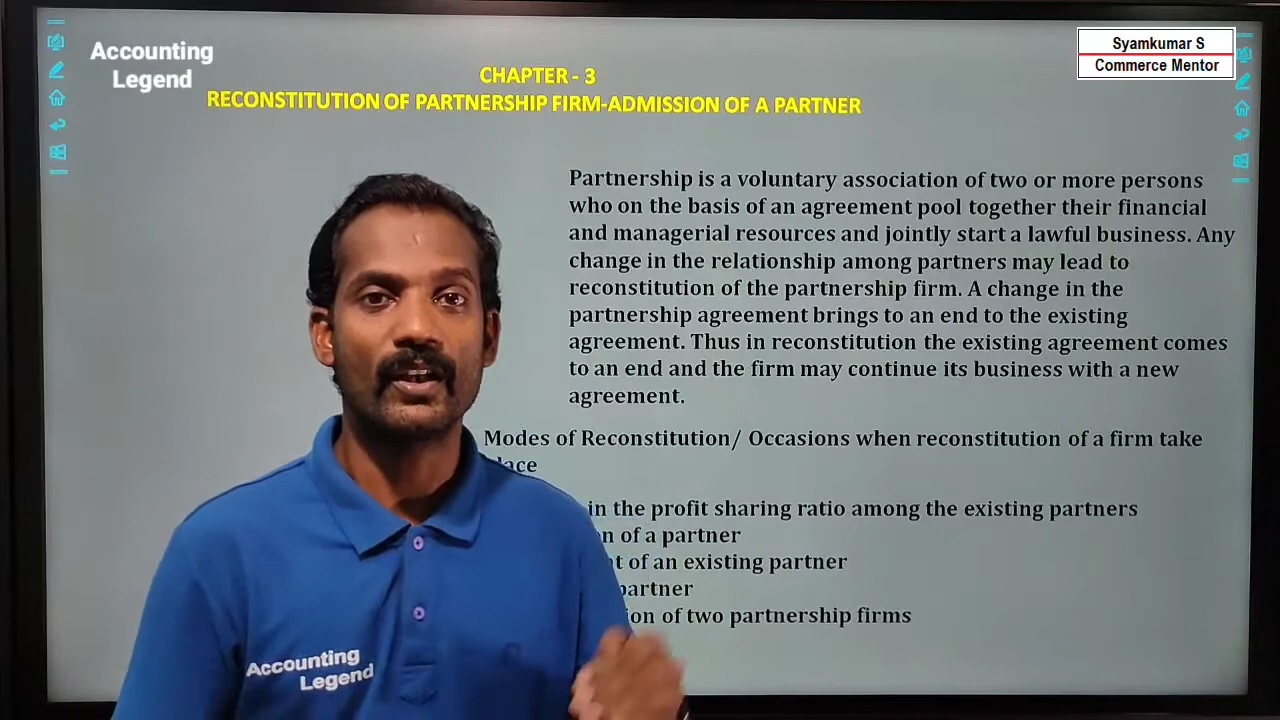 Accounting
Legend
Syamkumar S
Commerce Mentor
CHAPTER - 3
RECONSTITUTION OF PARTNERSHIP FIRM-ADMISSION OF A PARTNER
Partnership is a voluntary association of two or more persons
who on the basis of an agreement pool together their financial
and managerial resources and jointly start a lawful business. Any
change in the relationship among partners may lead to
reconstitution of the partnership firm. A change in the
partnership agreement brings to an end to the existing
agreement. Thus in reconstitution the existing agreement comes
to an end and the firm may continue its business with a new
agreement.
Modes of Reconstitution/ Occasions when reconstitution of a firm take
in the profit sharing ratio among the existing partners
of a partner
of an existing partner
partner
of two partnership firms
Accounting
Legend